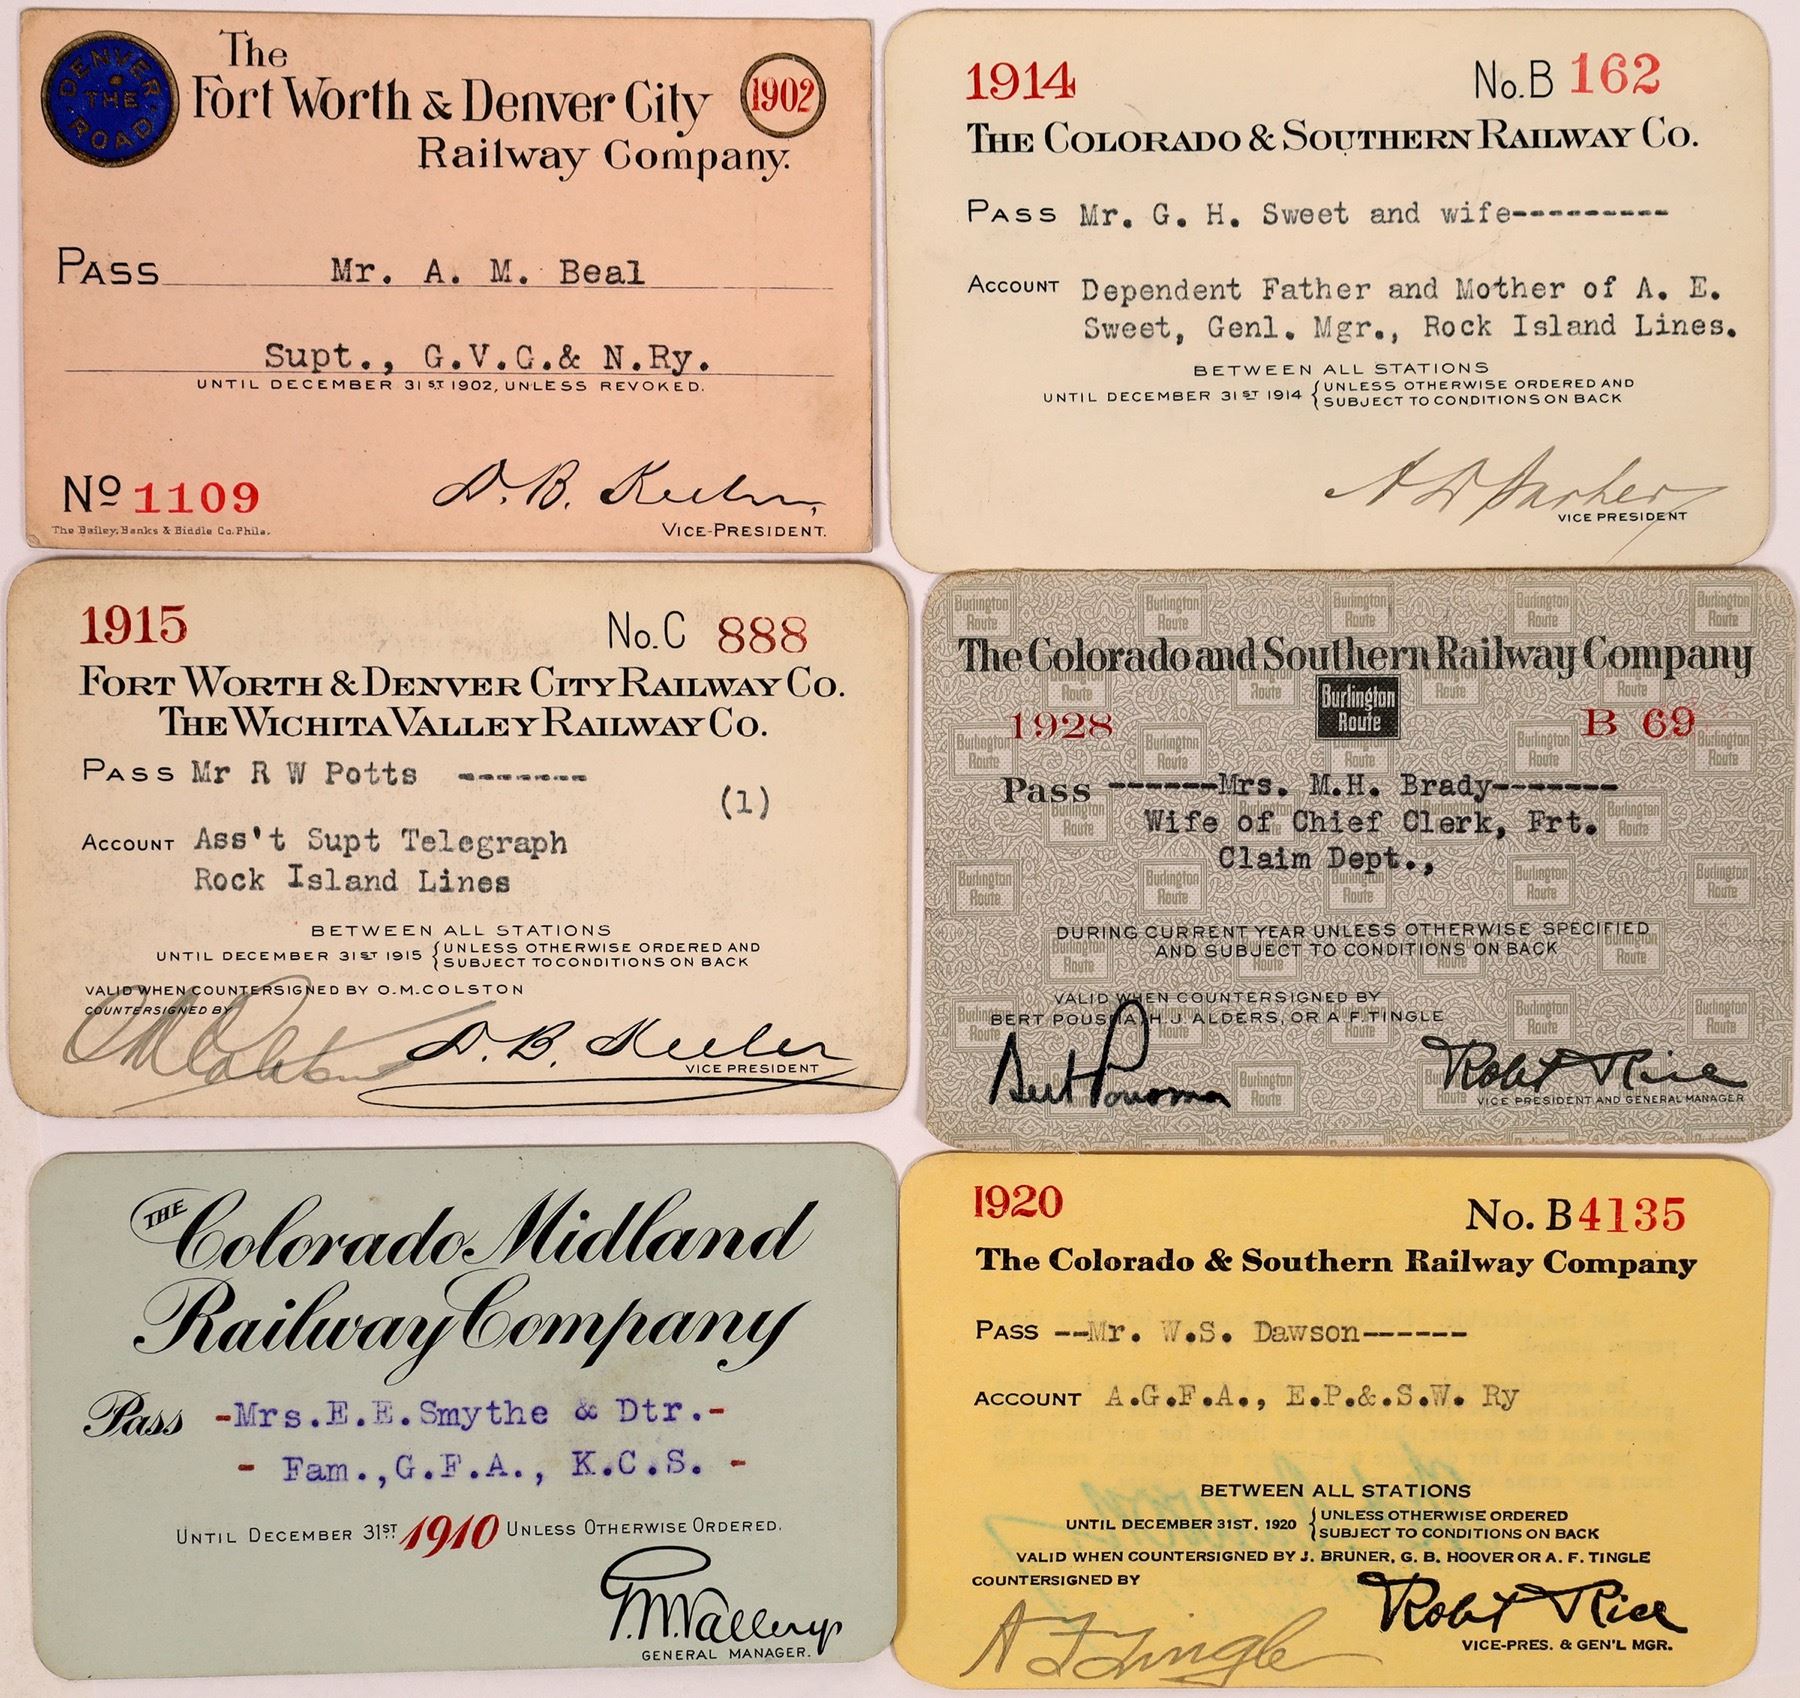 DENVER
THE
ROAD
The
Fort Worth & Denver City
1902
Railway Company.
PASS Mr. A. M. Beal
Supt., G.V.G.& N.Ry.
UNTIL DECEMBER 31ST 1902, UNLESS REVOKED.
No 1109
D. B. Keeler,
The Bailey, Banks & Biddle Co. Phila.
VICE-PRESIDENT.
1914 No.B 162
THE COLORADO & SOUTHERN RAILWAY CO.
PASS Mr. G. H. Sweet and wife----------
ACCOUNT Dependent Father and Mother of A. E.
Sweet, Genl. Mgr., Rock Island Lines.
BETWEEN ALL STATIONS
UNTIL DECEMBER 31ST 1914 {UNLESS OTHERWISE ORDERED AND
SUBJECT TO CONDITIONS ON BACK
A D Parker
VICE PRESIDENT
1915 No.C 888
FORT WORTH & DENVER CITY RAILWAY CO.
THE WICHITA VALLEY RAILWAY CO.
PASS Mr R W Potts -------
(1)
ACCOUNT Ass't Supt Telegraph
Rock Island Lines
BETWEEN ALL STATIONS
UNTIL DECEMBER 31ST 1915 {UNLESS OTHERWISE ORDERED AND
SUBJECT TO CONDITIONS ON BACK
VALID WHEN COUNTERSIGNED BY O.M.COLSTON
COUNTERSIGNED BY
O M Colston D. B. Keeler
VICE PRESIDENT
The Colorado and Southern Railway Company
Burlington
Route
1928 B 69
Pass ------Mrs. M.H. Brady-------
Wife of Chief Clerk, Frt.
Claim Dept.,
DURING CURRENT YEAR UNLESS OTHERWISE SPECIFIED
AND SUBJECT TO CONDITIONS ON BACK
VALID WHEN COUNTERSIGNED BY
BERT POUSMA, H.J. ALDERS, OR A.F.TINGLE
Bert Pousma Robt Rice
VICE PRESIDENT AND GENERAL MANAGER
THE Colorado Midland
Railway Company
Pass -Mrs.E.E.Smythe & Dtr.-
- Fam.,G.F.A., K.C.S. -
UNTIL DECEMBER 31ST 1910 UNLESS OTHERWISE ORDERED.
GENERAL MANAGER.
1920 No. B4135
The Colorado & Southern Railway Company
PASS --Mr. W.S. Dawson------
ACCOUNT A.G.F.A., E.P.&.S.W. Ry
BETWEEN ALL STATIONS
UNTIL DECEMBER 31ST, 1920 {UNLESS OTHERWISE ORDERED
SUBJECT TO CONDITIONS ON BACK
VALID WHEN COUNTERSIGNED BY J. BRUNER, G. B. HOOVER OR A. F. TINGLE
COUNTERSIGNED BY
A F Tingle Robt Rice
VICE-PRES. & GEN'L MGR.